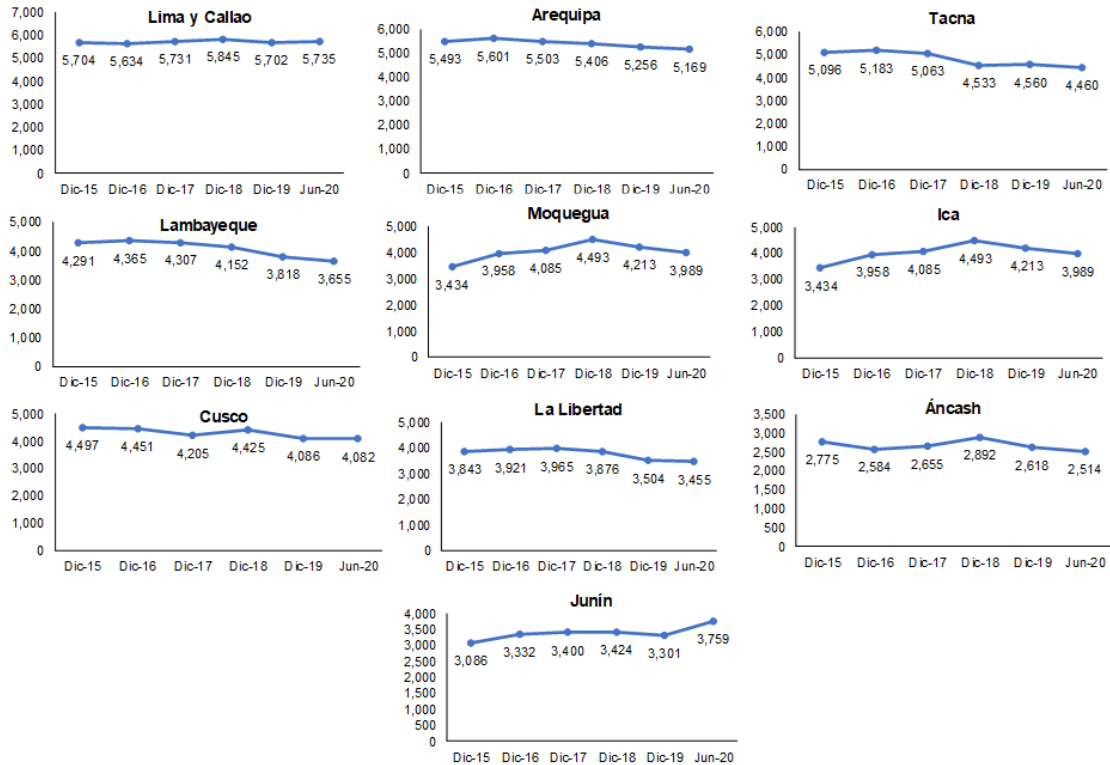 Lima y Callao
7,000
6,000
5,000
4,000
3,000
2,000
1,000
0
5,704 5,634 5,731 5,845 5,702 5,735
Dic-15 Dic-16 Dic-17 Dic-18 Dic-19 Jun-20
Arequipa
6,000
5,000
4,000
3,000
2,000
1,000
0
5,493 5,601 5,503 5,406 5,256 5,169
Dic-15 Dic-16 Dic-17 Dic-18 Dic-19 Jun-20
Tacna
6,000
5,000
4,000
3,000
2,000
1,000
0
5,096 5,183 5,063 4,533 4,560 4,460
Dic-15 Dic-16 Dic-17 Dic-18 Dic-19 Jun-20
Lambayeque
5,000
4,000
3,000
2,000
1,000
0
4,291 4,365 4,307 4,152 3,818 3,655
Dic-15 Dic-16 Dic-17 Dic-18 Dic-19 Jun-20
Moquegua
5,000
4,000
3,000
2,000
1,000
0
3,434 3,958 4,085 4,493 4,213 3,989
Dic-15 Dic-16 Dic-17 Dic-18 Dic-19 Jun-20
Ica
5,000
4,000
3,000
2,000
1,000
0
3,434 3,958 4,085 4,493 4,213 3,989
Dic-15 Dic-16 Dic-17 Dic-18 Dic-19 Jun-20
Cusco
5,000
4,000
3,000
2,000
1,000
0
4,497 4,451 4,205 4,425 4,086 4,082
Dic-15 Dic-16 Dic-17 Dic-18 Dic-19 Jun-20
La Libertad
5,000
4,000
3,000
2,000
1,000
0
3,843 3,921 3,965 3,876 3,504 3,455
Dic-15 Dic-16 Dic-17 Dic-18 Dic-19 Jun-20
Áncash
3,500
3,000
2,500
2,000
1,500
1,000
500
0
2,775 2,584 2,655 2,892 2,618 2,514
Dic-15 Dic-16 Dic-17 Dic-18 Dic-19 Jun-20
Junín
4,000
3,500
3,000
2,500
2,000
1,500
1,000
500
0
3,086 3,332 3,400 3,424 3,301 3,759
Dic-15 Dic-16 Dic-17 Dic-18 Dic-19 Jun-20